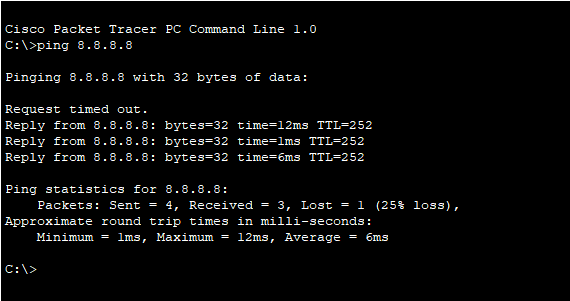 Cisco Packet Tracer PC Command Line 1.0
C:\>ping 8.8.8.8
Pinging 8.8.8.8 with 32 bytes of data:
Request timed out.
Reply from 8.8.8.8: bytes=32 time=12ms TTL=252
Reply from 8.8.8.8: bytes=32 time=1ms TTL=252
Reply from 8.8.8.8: bytes=32 time=6ms TTL=252
Ping statistics for 8.8.8.8:
    Packets: Sent = 4, Received = 3, Lost = 1 (25% loss),
Approximate round trip times in milli-seconds:
    Minimum = 1ms, Maximum = 12ms, Average = 6ms
C:\>